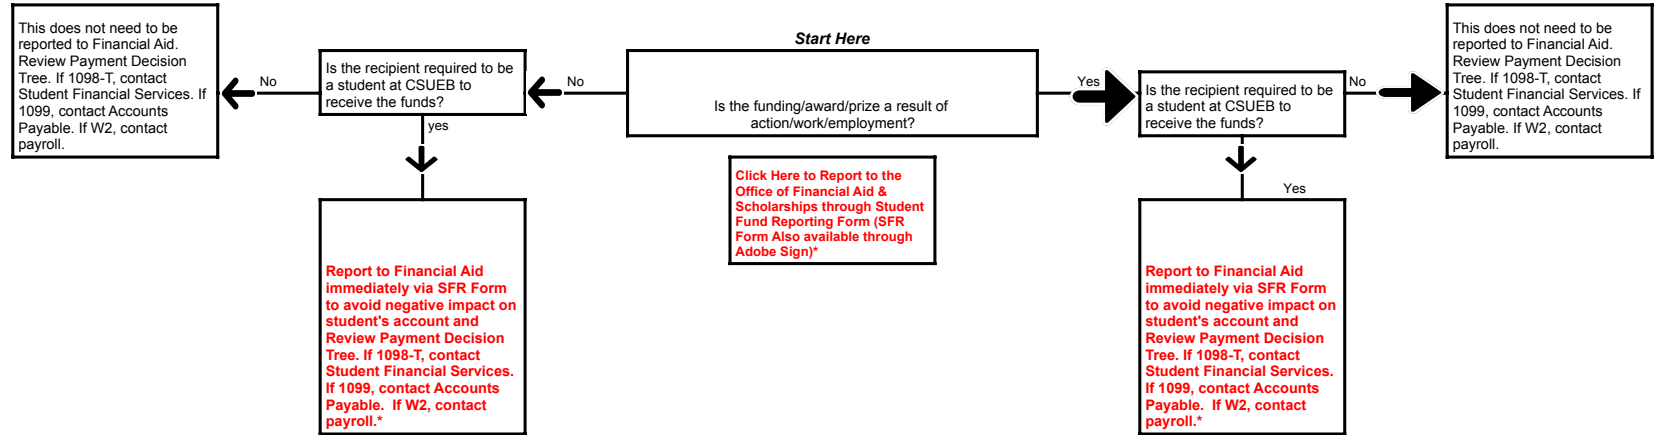 This does not need to be
reported to Financial Aid.
Review Payment Decision
Tree. If 1098-T, contact
Student Financial Services. If
1099, contact Accounts
Payable. If W2, contact
payroll.
No
Is the recipient required to be
a student at CSUEB to
receive the funds?
yes
No
Start Here
Is the funding/award/prize a result of
action/work/employment?
Yes
Is the recipient required to be
a student at CSUEB to
receive the funds?
No
This does not need to be
reported to Financial Aid.
Review Payment Decision
Tree. If 1098-T, contact
Student Financial Services. If
1099, contact Accounts
Payable. If W2, contact
payroll.
Click Here to Report to the
Office of Financial Aid &
Scholarships through Student
Fund Reporting Form (SFR
Form Also available through
Adobe Sign)*
Yes
Report to Financial Aid
immediately via SFR Form
to avoid negative impact on
student's account and
Review Payment Decision
Tree. If 1098-T, contact
Student Financial Services.
If 1099, contact Accounts
Payable.  If W2, contact
payroll.*
Report to Financial Aid
immediately via SFR Form
to avoid negative impact on
student's account and
Review Payment Decision
Tree. If 1098-T, contact
Student Financial Services.
If 1099, contact Accounts
Payable.  If W2, contact
payroll.*